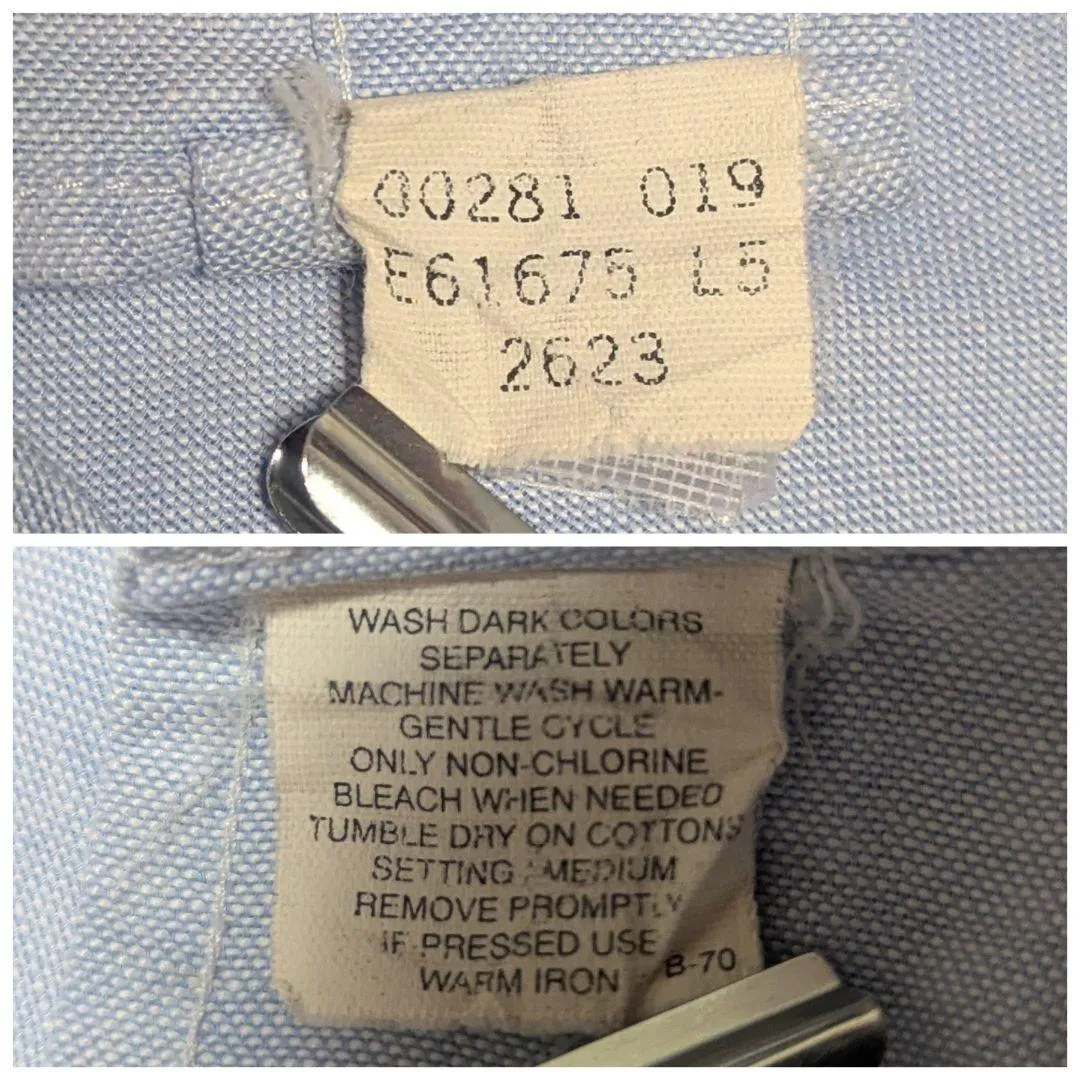 00281 019
E61675 L5
2623
WASH DARK COLORS
SEPARATELY
MACHINE WASH WARM-
GENTLE CYCLE
ONLY NON-CHLORINE
BLEACH WHEN NEEDED
TUMBLE DRY ON COTTONS
SETTING /MEDIUM
REMOVE PROMPTLY
IF PRESSED USE
WARM IRON B-70